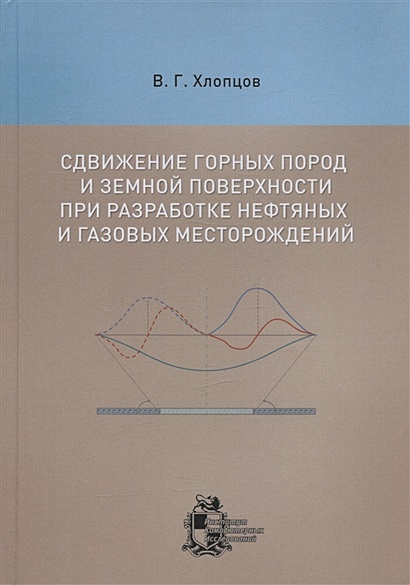 В. Г. Хлопцов
СДВИЖЕНИЕ ГОРНЫХ ПОРОД
И ЗЕМНОЙ ПОВЕРХНОСТИ
ПРИ РАЗРАБОТКЕ НЕФТЯНЫХ
И ГАЗОВЫХ МЕСТОРОЖДЕНИЙ
Институт
Компьютерных
Исследований